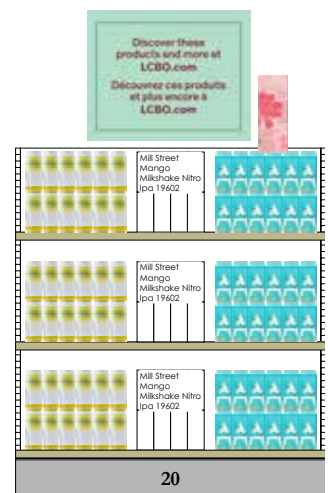 Discover these
products and more at
LCBO.com
Découvrez ces produits
et plus encore à
LCBO.com
Mill Street
Mango
Milkshake Nitro
Ipa 19602
Mill Street
Mango
Milkshake Nitro
Ipa 19602
Mill Street
Mango
Milkshake Nitro
Ipa 19602
20